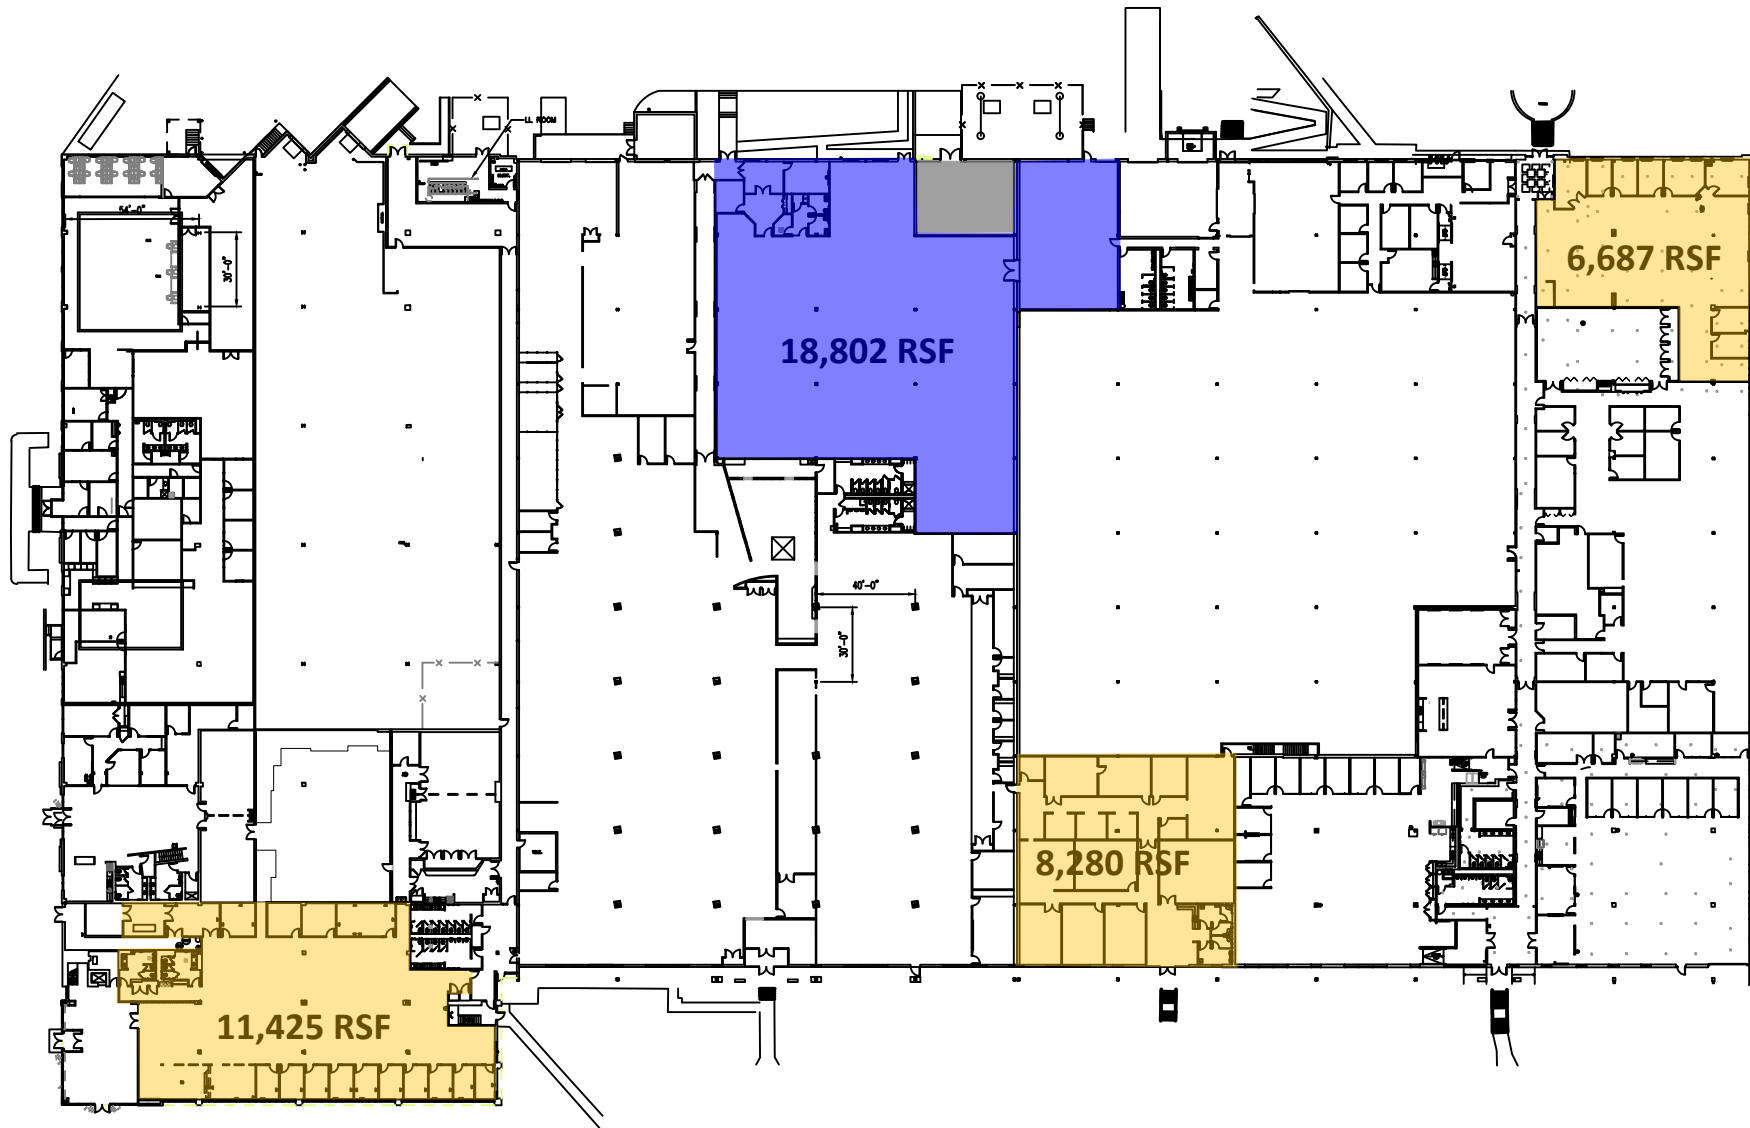 LL ROOM
54'-0"
30'-0"
6,687 RSF
18,802 RSF
40'-0"
30'-0"
8,280 RSF
11,425 RSF